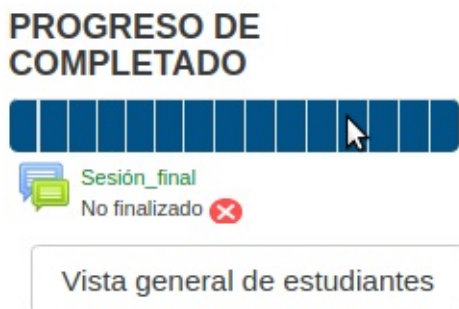 PROGRESO DE
COMPLETADO
Sesión_final
No finalizado
Vista general de estudiantes